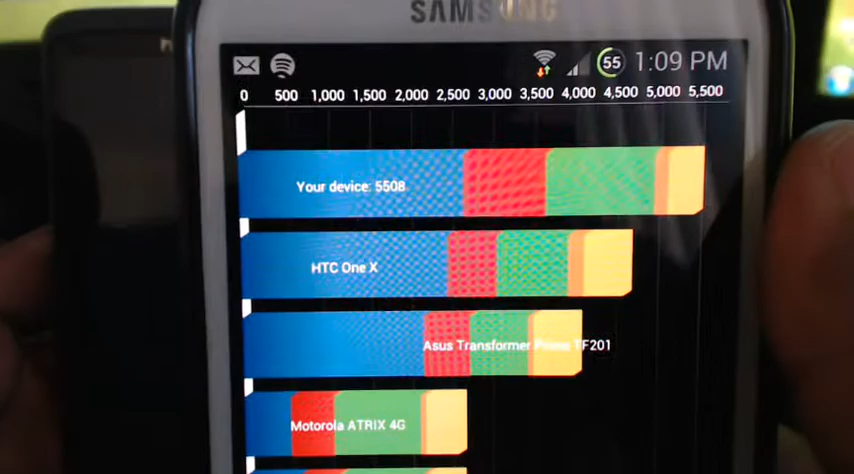 SAMSUNG
55 1:09 PM
0 500 1,000 1,500 2,000 2,500 3,000 3,500 4,000 4,500 5,000 5,500
Your device: 5508
HTC One X
Asus Transformer Prime TF201
Motorola ATRIX 4G